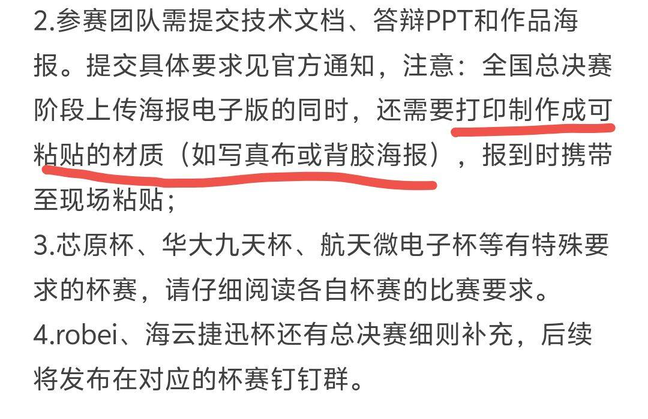 2.参赛团队需提交技术文档、答辩PPT和作品海
报。提交具体要求见官方通知，注意：全国总决赛
阶段上传海报电子版的同时，还需要打印制作成可
粘贴的材质（如写真布或背胶海报），报到时携带
至现场粘贴；
3.芯原杯、华大九天杯、航天微电子杯等有特殊要
求的杯赛，请仔细阅读各自杯赛的比赛要求。
4.robei、海云捷迅杯还有总决赛细则补充，后续
将发布在对应的杯赛钉钉群。